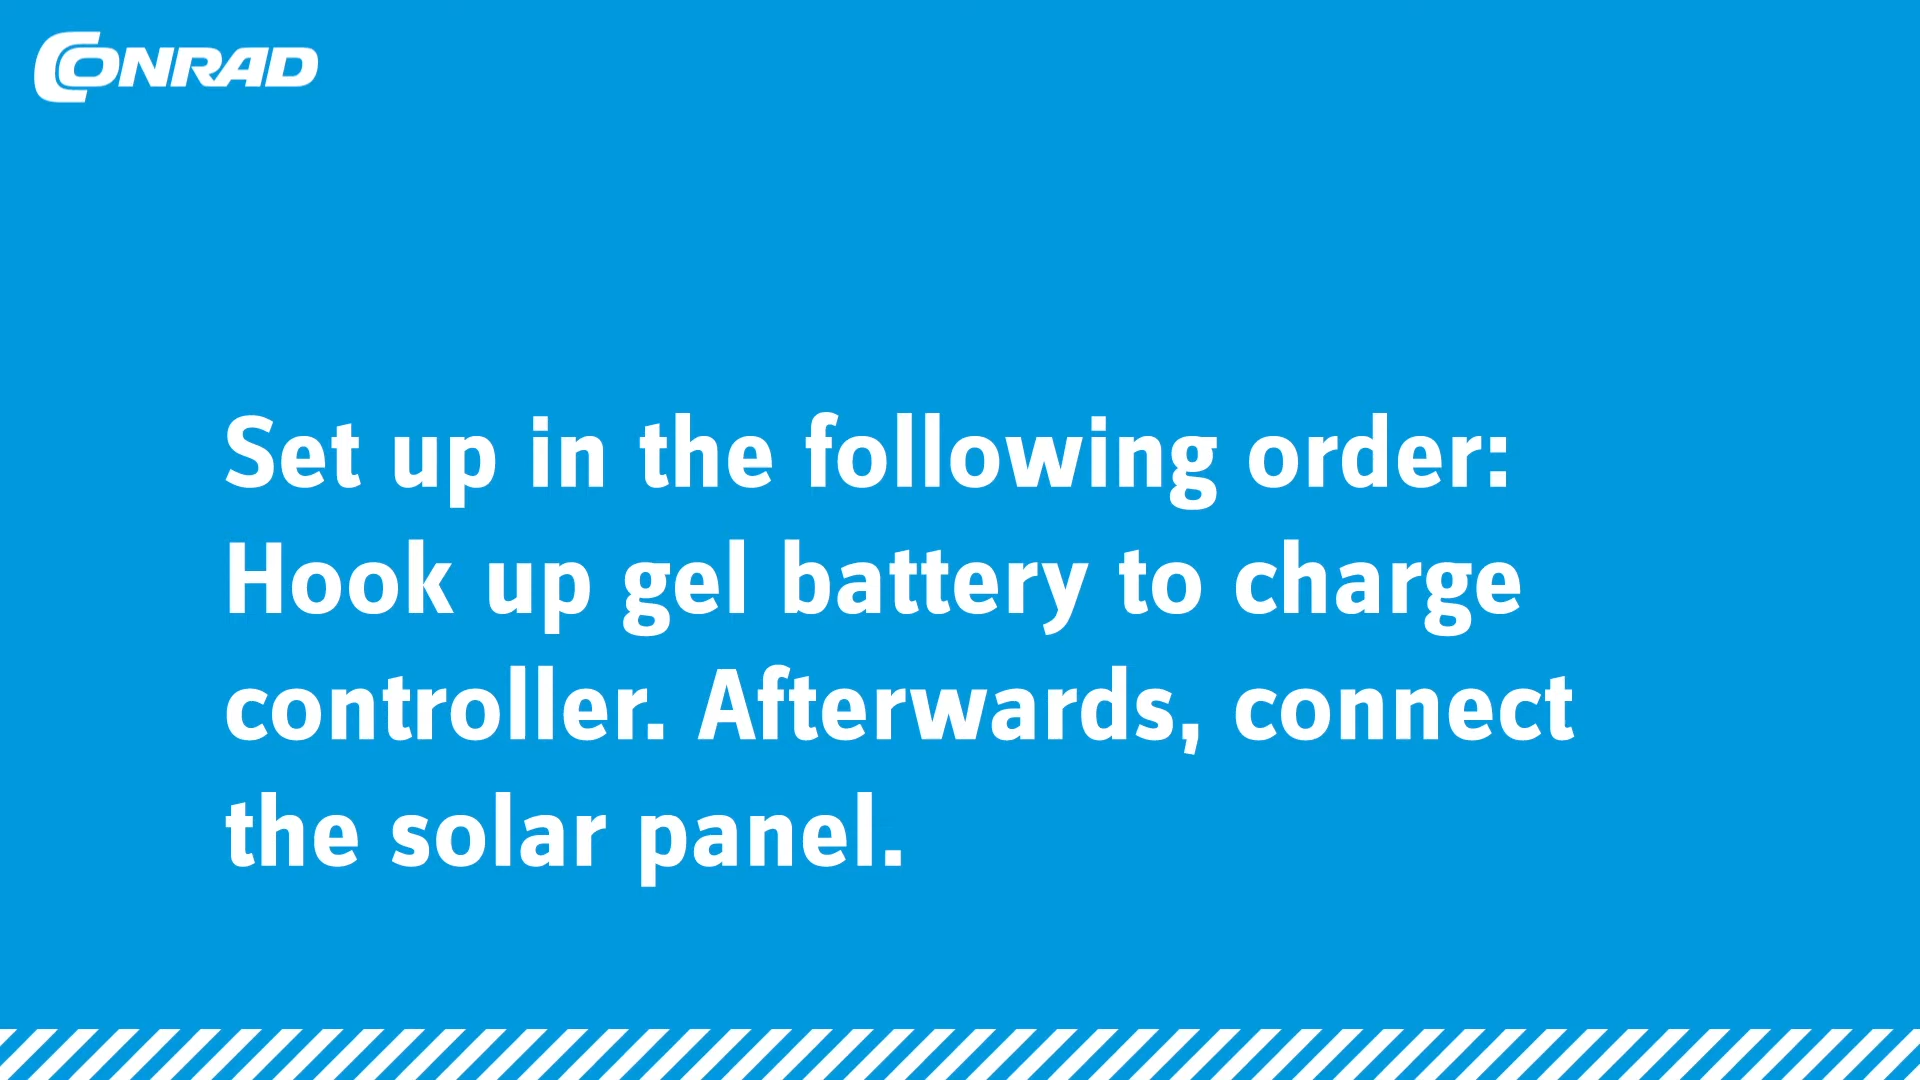 CONRAD
Set up in the following order:
Hook up gel battery to charge
controller. Afterwards, connect
the solar panel.